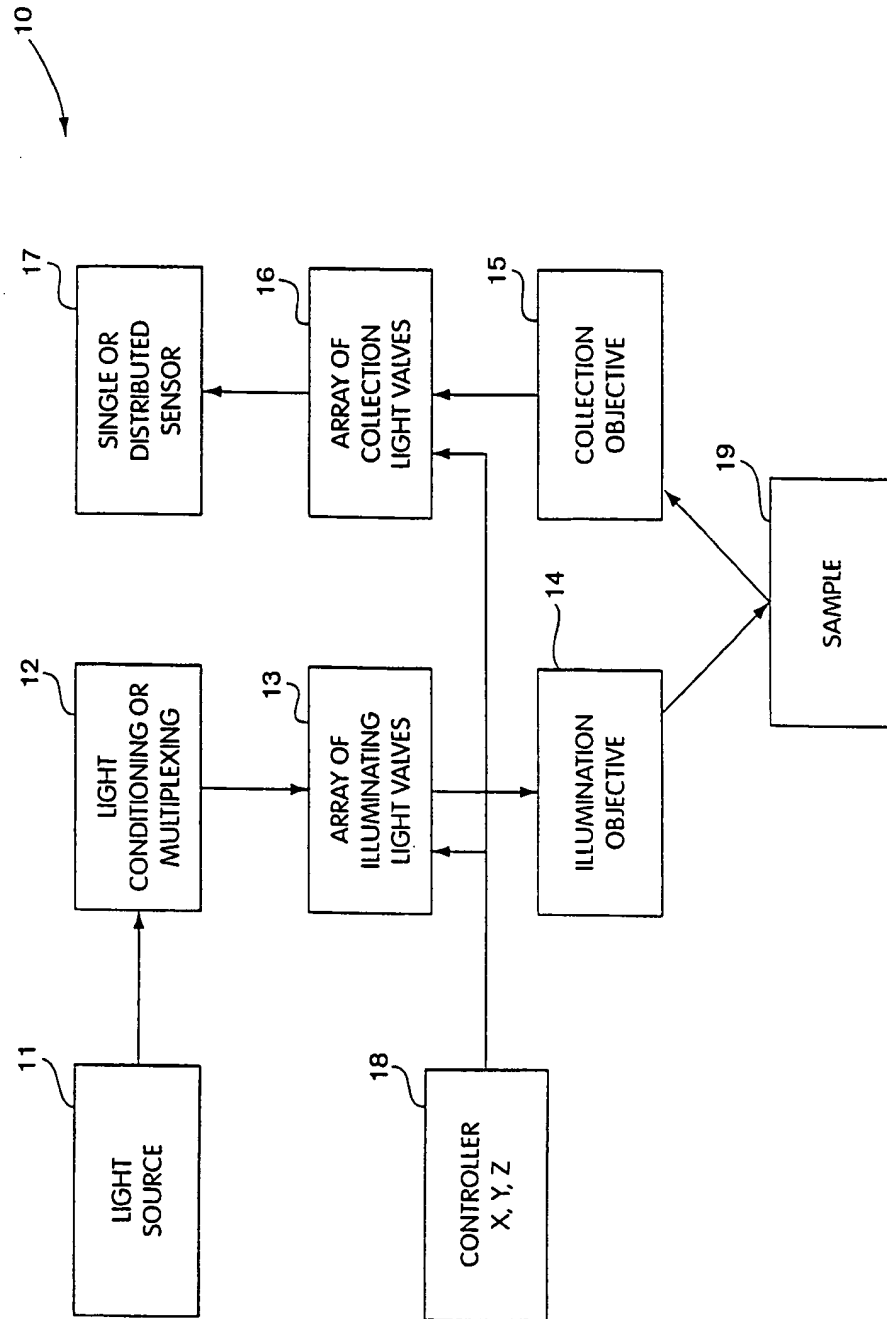 10
11
LIGHT
SOURCE
12
LIGHT
CONDITIONING OR
MULTIPLEXING
17
SINGLE OR
DISTRIBUTED
SENSOR
13
ARRAY OF
ILLUMINATING
LIGHT VALVES
16
ARRAY OF
COLLECTION
LIGHT VALVES
18
CONTROLLER
X, Y, Z
14
ILLUMINATION
OBJECTIVE
15
COLLECTION
OBJECTIVE
19
SAMPLE